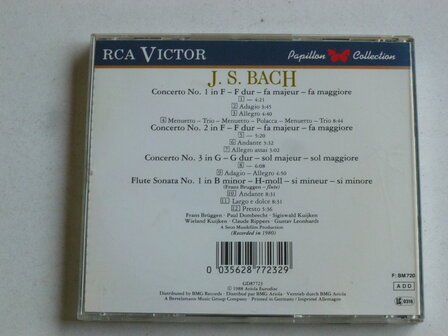 RCA VICTOR
Papillon Collection
J. S. BACH
Concerto No. 1 in F – F dur – fa majeur – fa maggiore
1 — 4:21
2 Adagio 3:45
3 Allegro 4:40
4 Menuetto – Trio – Menuetto – Polacca – Menuetto – Trio 8:44
Concerto No. 2 in F – F dur – fa majeur – fa maggiore
5 — 5:20
6 Andante 3:32
7 Allegro assai 3:02
Concerto No. 3 in G – G dur – sol majeur – sol maggiore
8 — 6:08
9 Adagio – Allegro 4:50
Flute Sonata No. 1 in B minor – H-moll – si mineur – si minore
(Frans Brüggen – flute)
10 Andante 8:31
11 Largo e dolce 8:31
12 Presto 5:36
Frans Brüggen · Paul Dombrecht · Sigiswald Kuijken
Wieland Kuijken · Claude Rippers · Gustav Leonhardt
A Seon Musikfilm Production
(Recorded in 1980)
0 035628 772329
GD87723
℗ 1988 Ariola Eurodisc
Distributed by BMG Records · Distribué par BMG Ariola · Vertrieb durch BMG Ariola
A Bertelsmann Music Group Company · Printed in Germany / Imprimé Allemagne
F: BM 720
ADD
0316